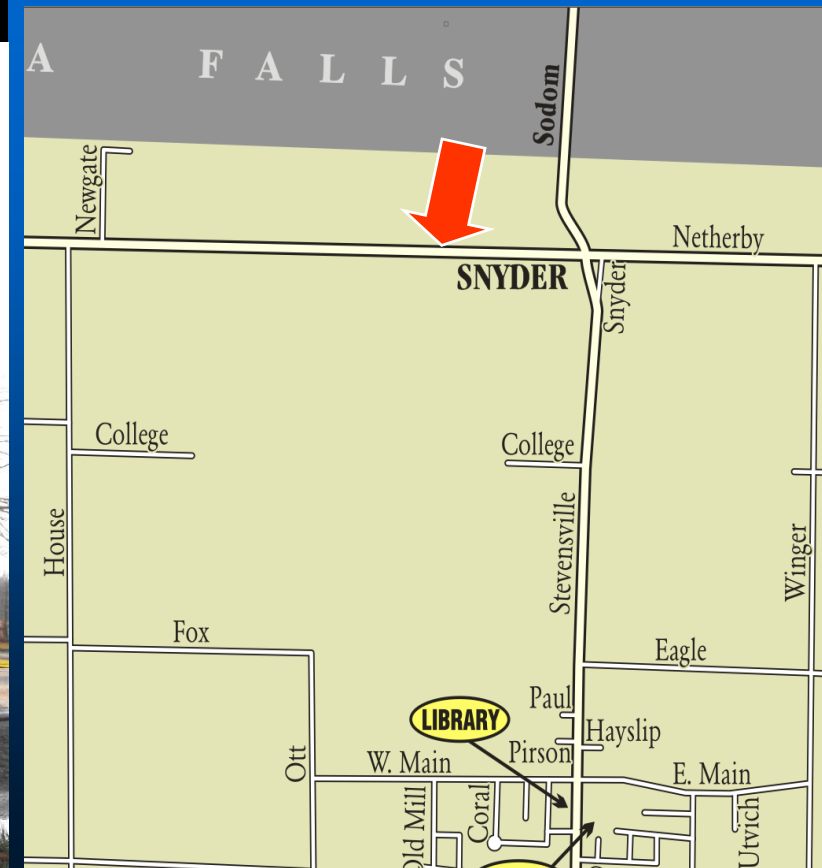 A FALLS
Sodom
Newgate
Netherby
SNYDER
Snyder
College
College
House
Stevensville
Winger
Fox
Eagle
Paul
LIBRARY
Hayslip
Pirson
W. Main
Ott
E. Main
Old Mill
Coral
Utvich